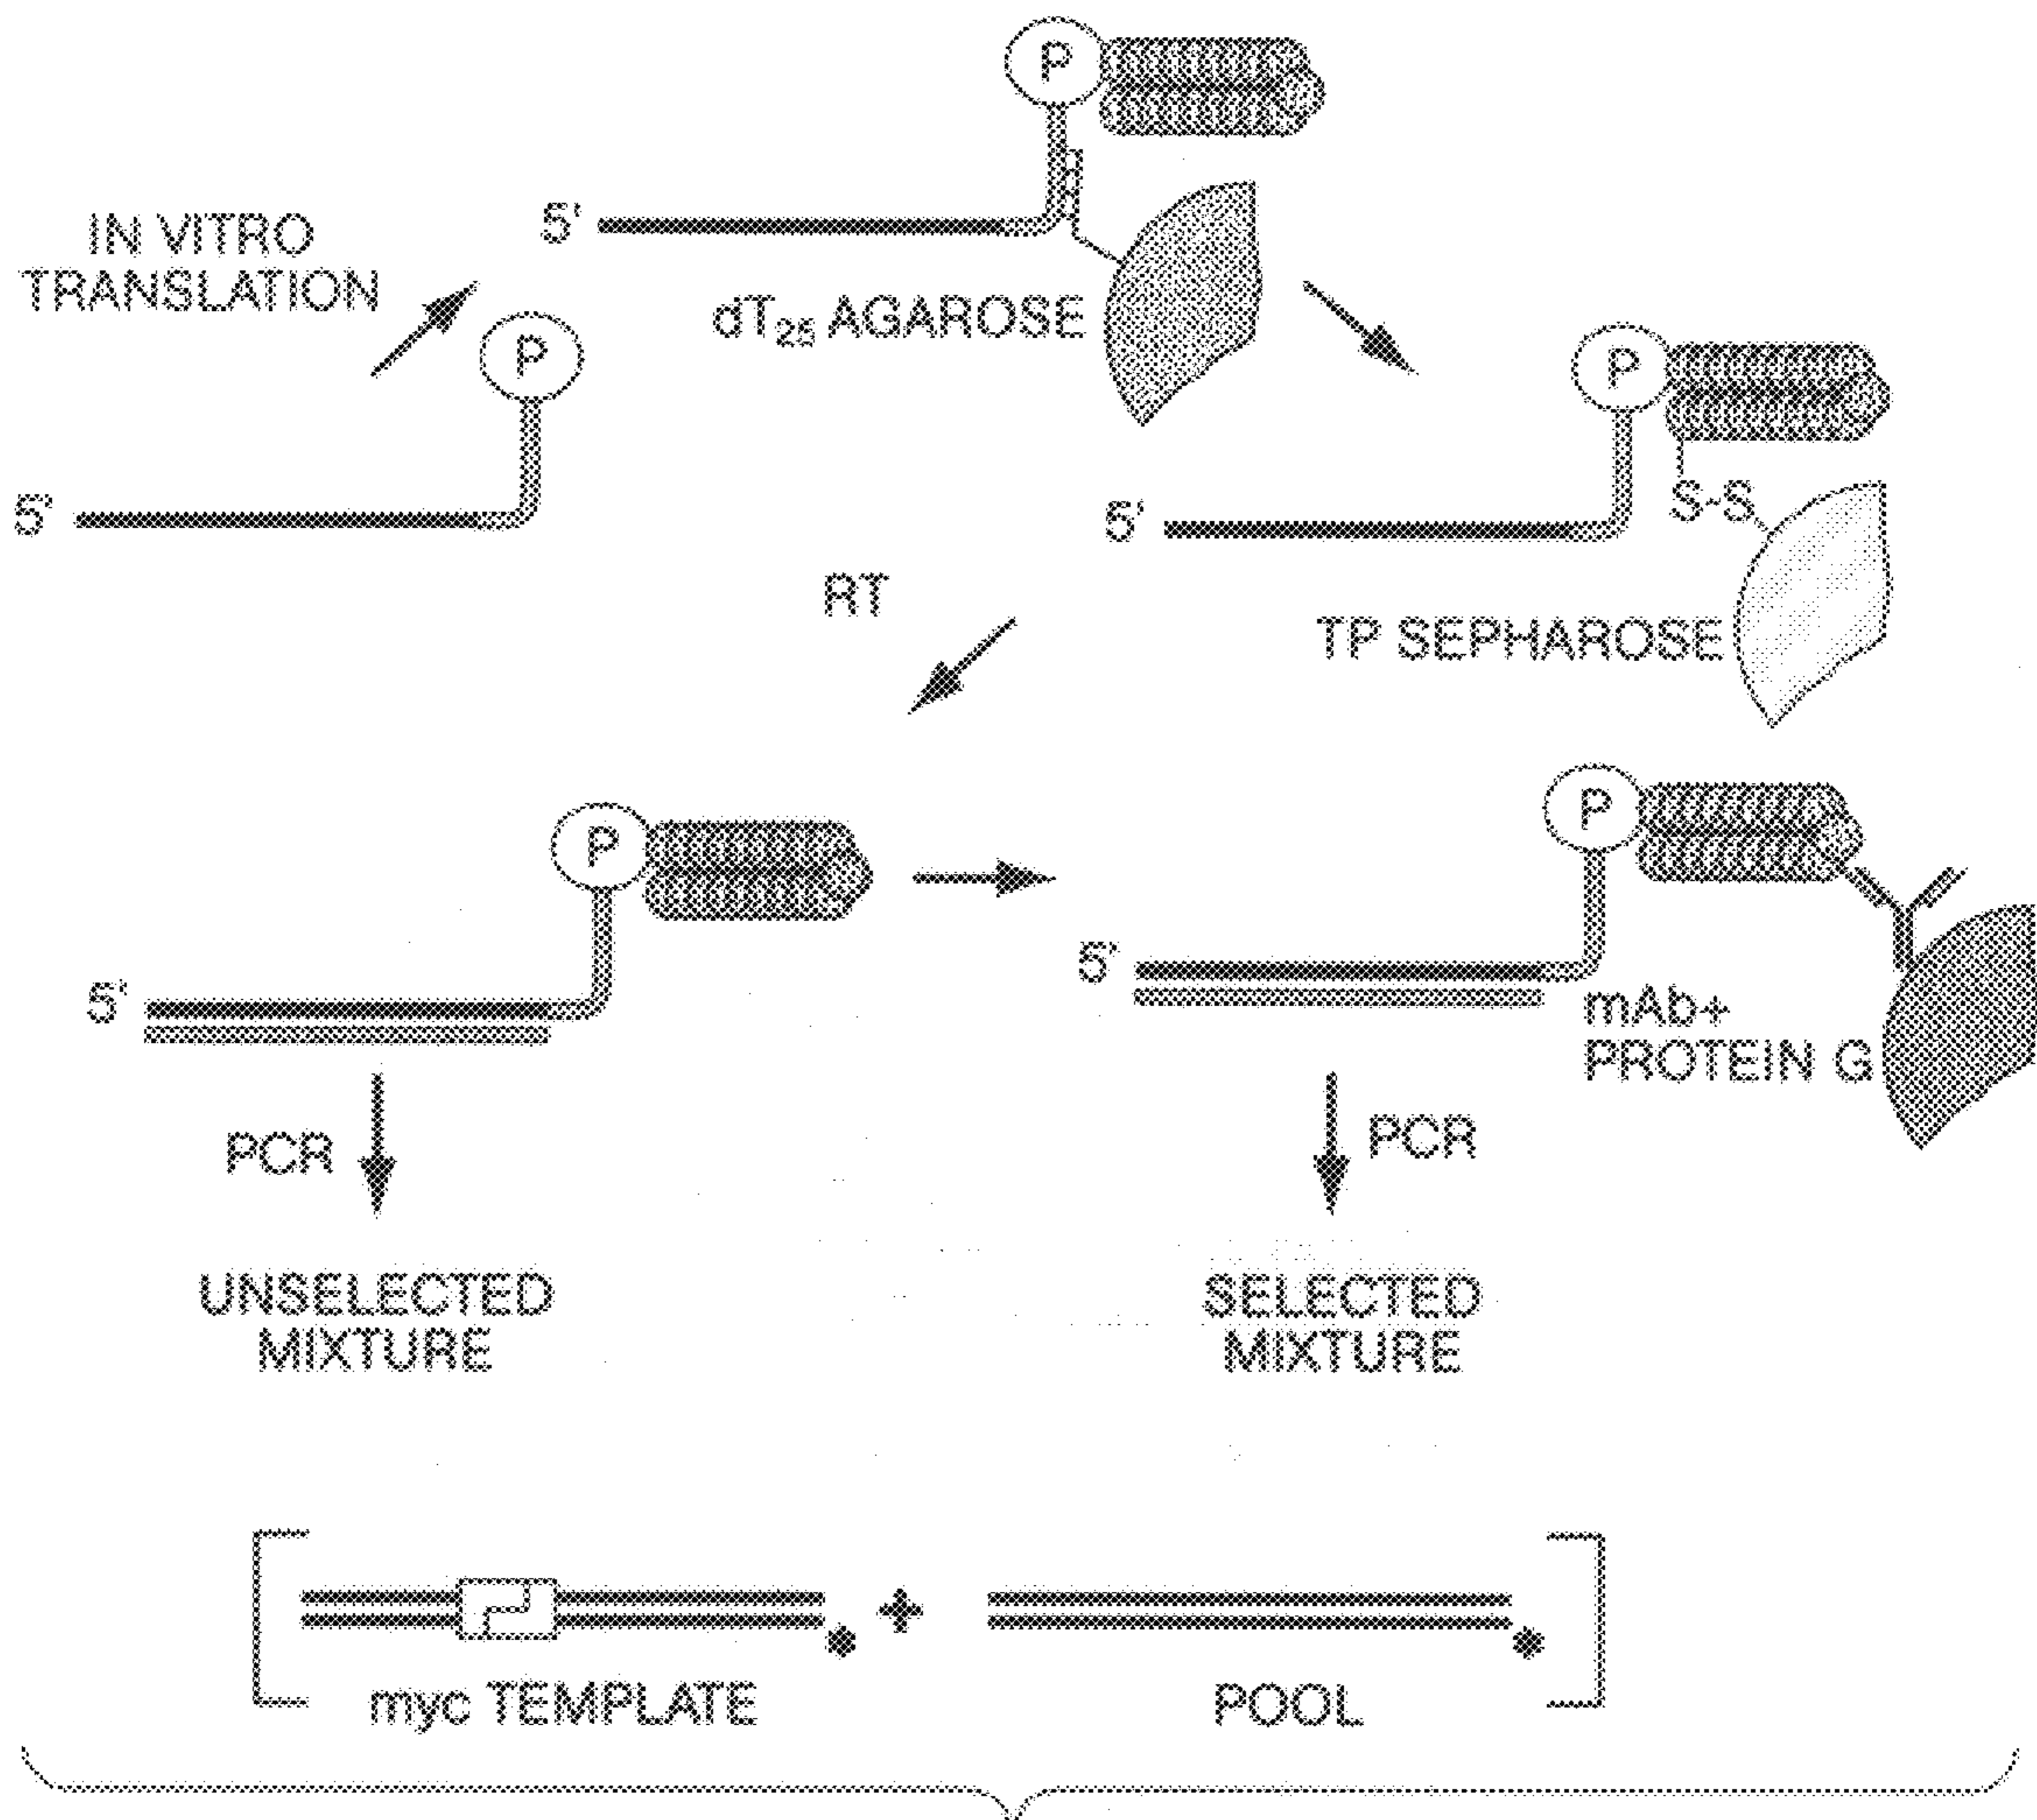 P
5'
IN VITRO
TRANSLATION
dT₂₅ AGAROSE
P
5'
P
5'
S-S
RT
TP SEPHAROSE
P
5'
P
5'
mAb+
PROTEIN G
PCR
PCR
UNSELECTED
MIXTURE
SELECTED
MIXTURE
+
myc TEMPLATE
POOL